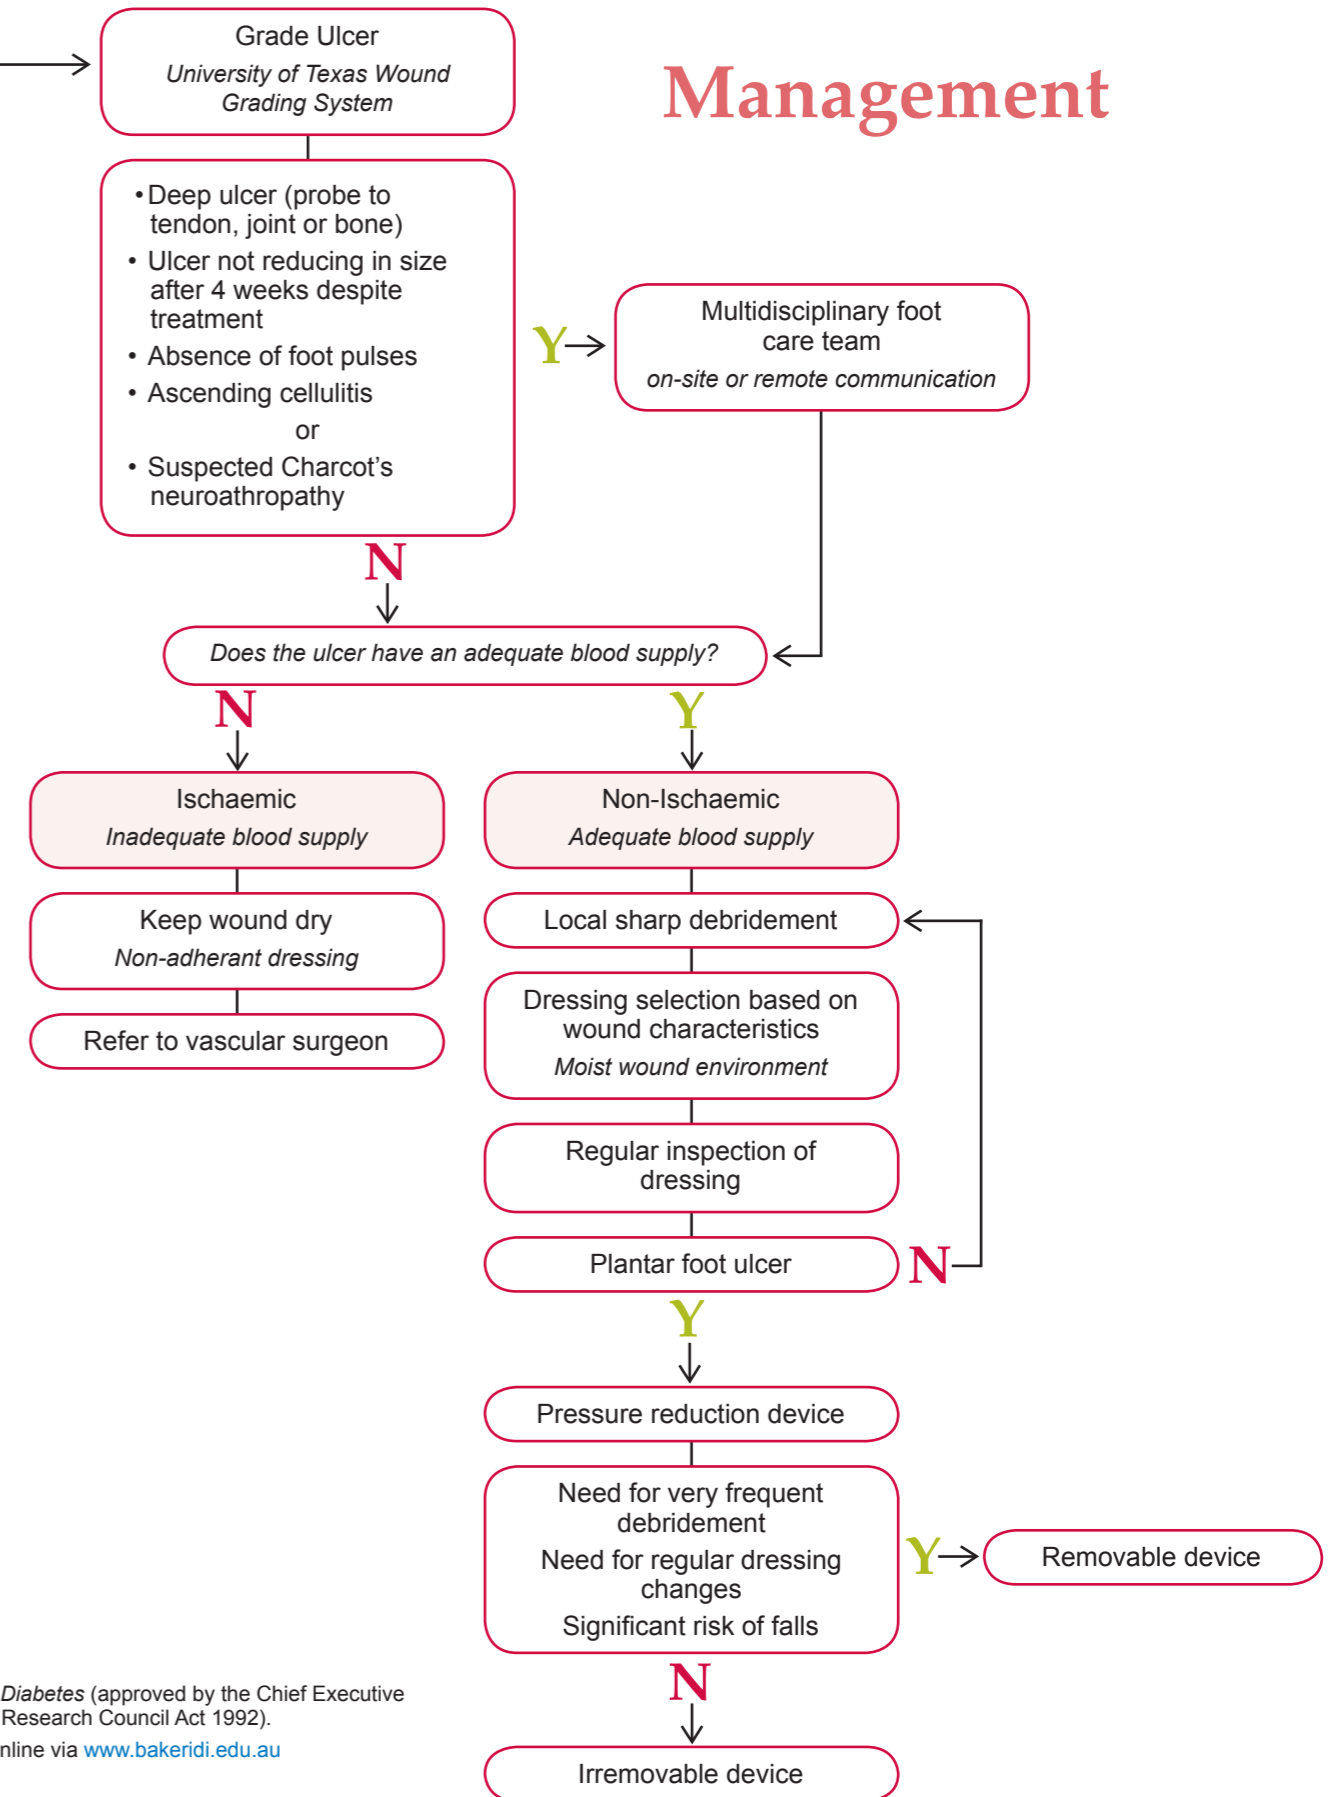 Management
Grade Ulcer
University of Texas Wound
Grading System
• Deep ulcer (probe to
tendon, joint or bone)
• Ulcer not reducing in size
after 4 weeks despite
treatment
• Absence of foot pulses
• Ascending cellulitis
or
• Suspected Charcot's
neuroathropathy
Y
Multidisciplinary foot
care team
on-site or remote communication
N
Does the ulcer have an adequate blood supply?
N
Y
Ischaemic
Inadequate blood supply
Keep wound dry
Non-adherant dressing
Refer to vascular surgeon
Non-Ischaemic
Adequate blood supply
Local sharp debridement
Dressing selection based on
wound characteristics
Moist wound environment
Regular inspection of
dressing
Plantar foot ulcer
N
Y
Pressure reduction device
Need for very frequent
debridement
Need for regular dressing
changes
Significant risk of falls
Y
Removable device
N
Irremovable device
Diabetes (approved by the Chief Executive
Research Council Act 1992).
nline via www.bakeridi.edu.au